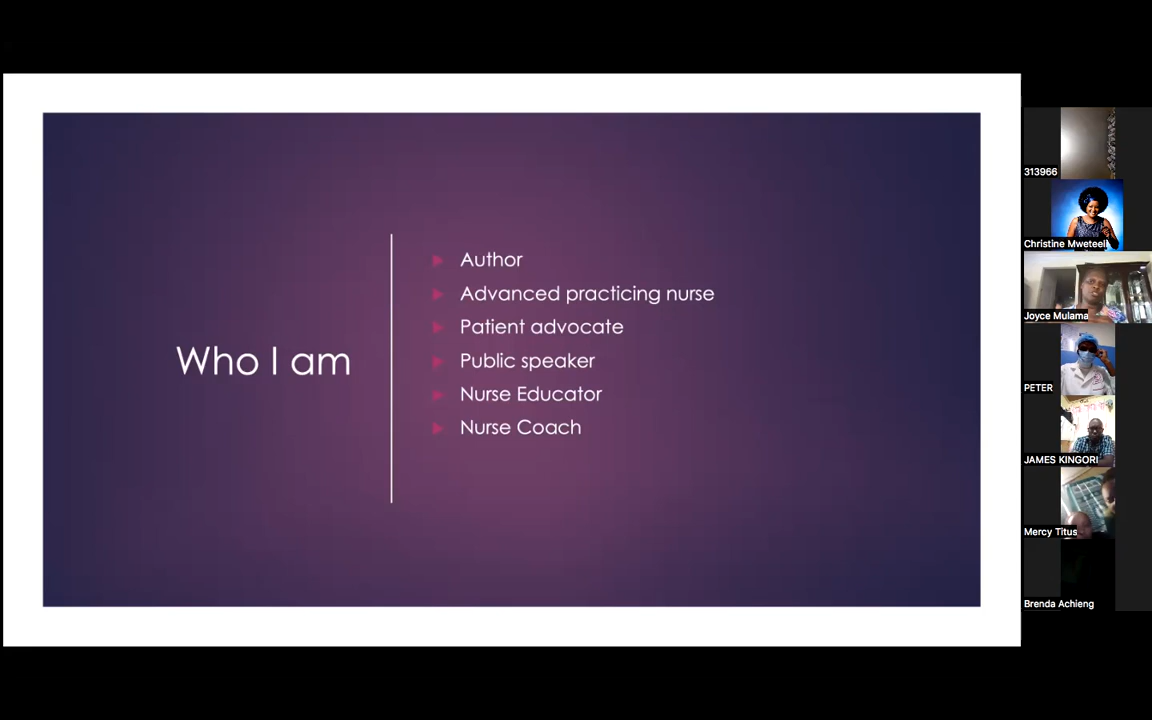 Who I am
Author
Advanced practicing nurse
Patient advocate
Public speaker
Nurse Educator
Nurse Coach
313966
Christine Mweteeli
Joyce Mulama
PETER
JAMES KINGORI
Mercy Titus
Brenda Achieng